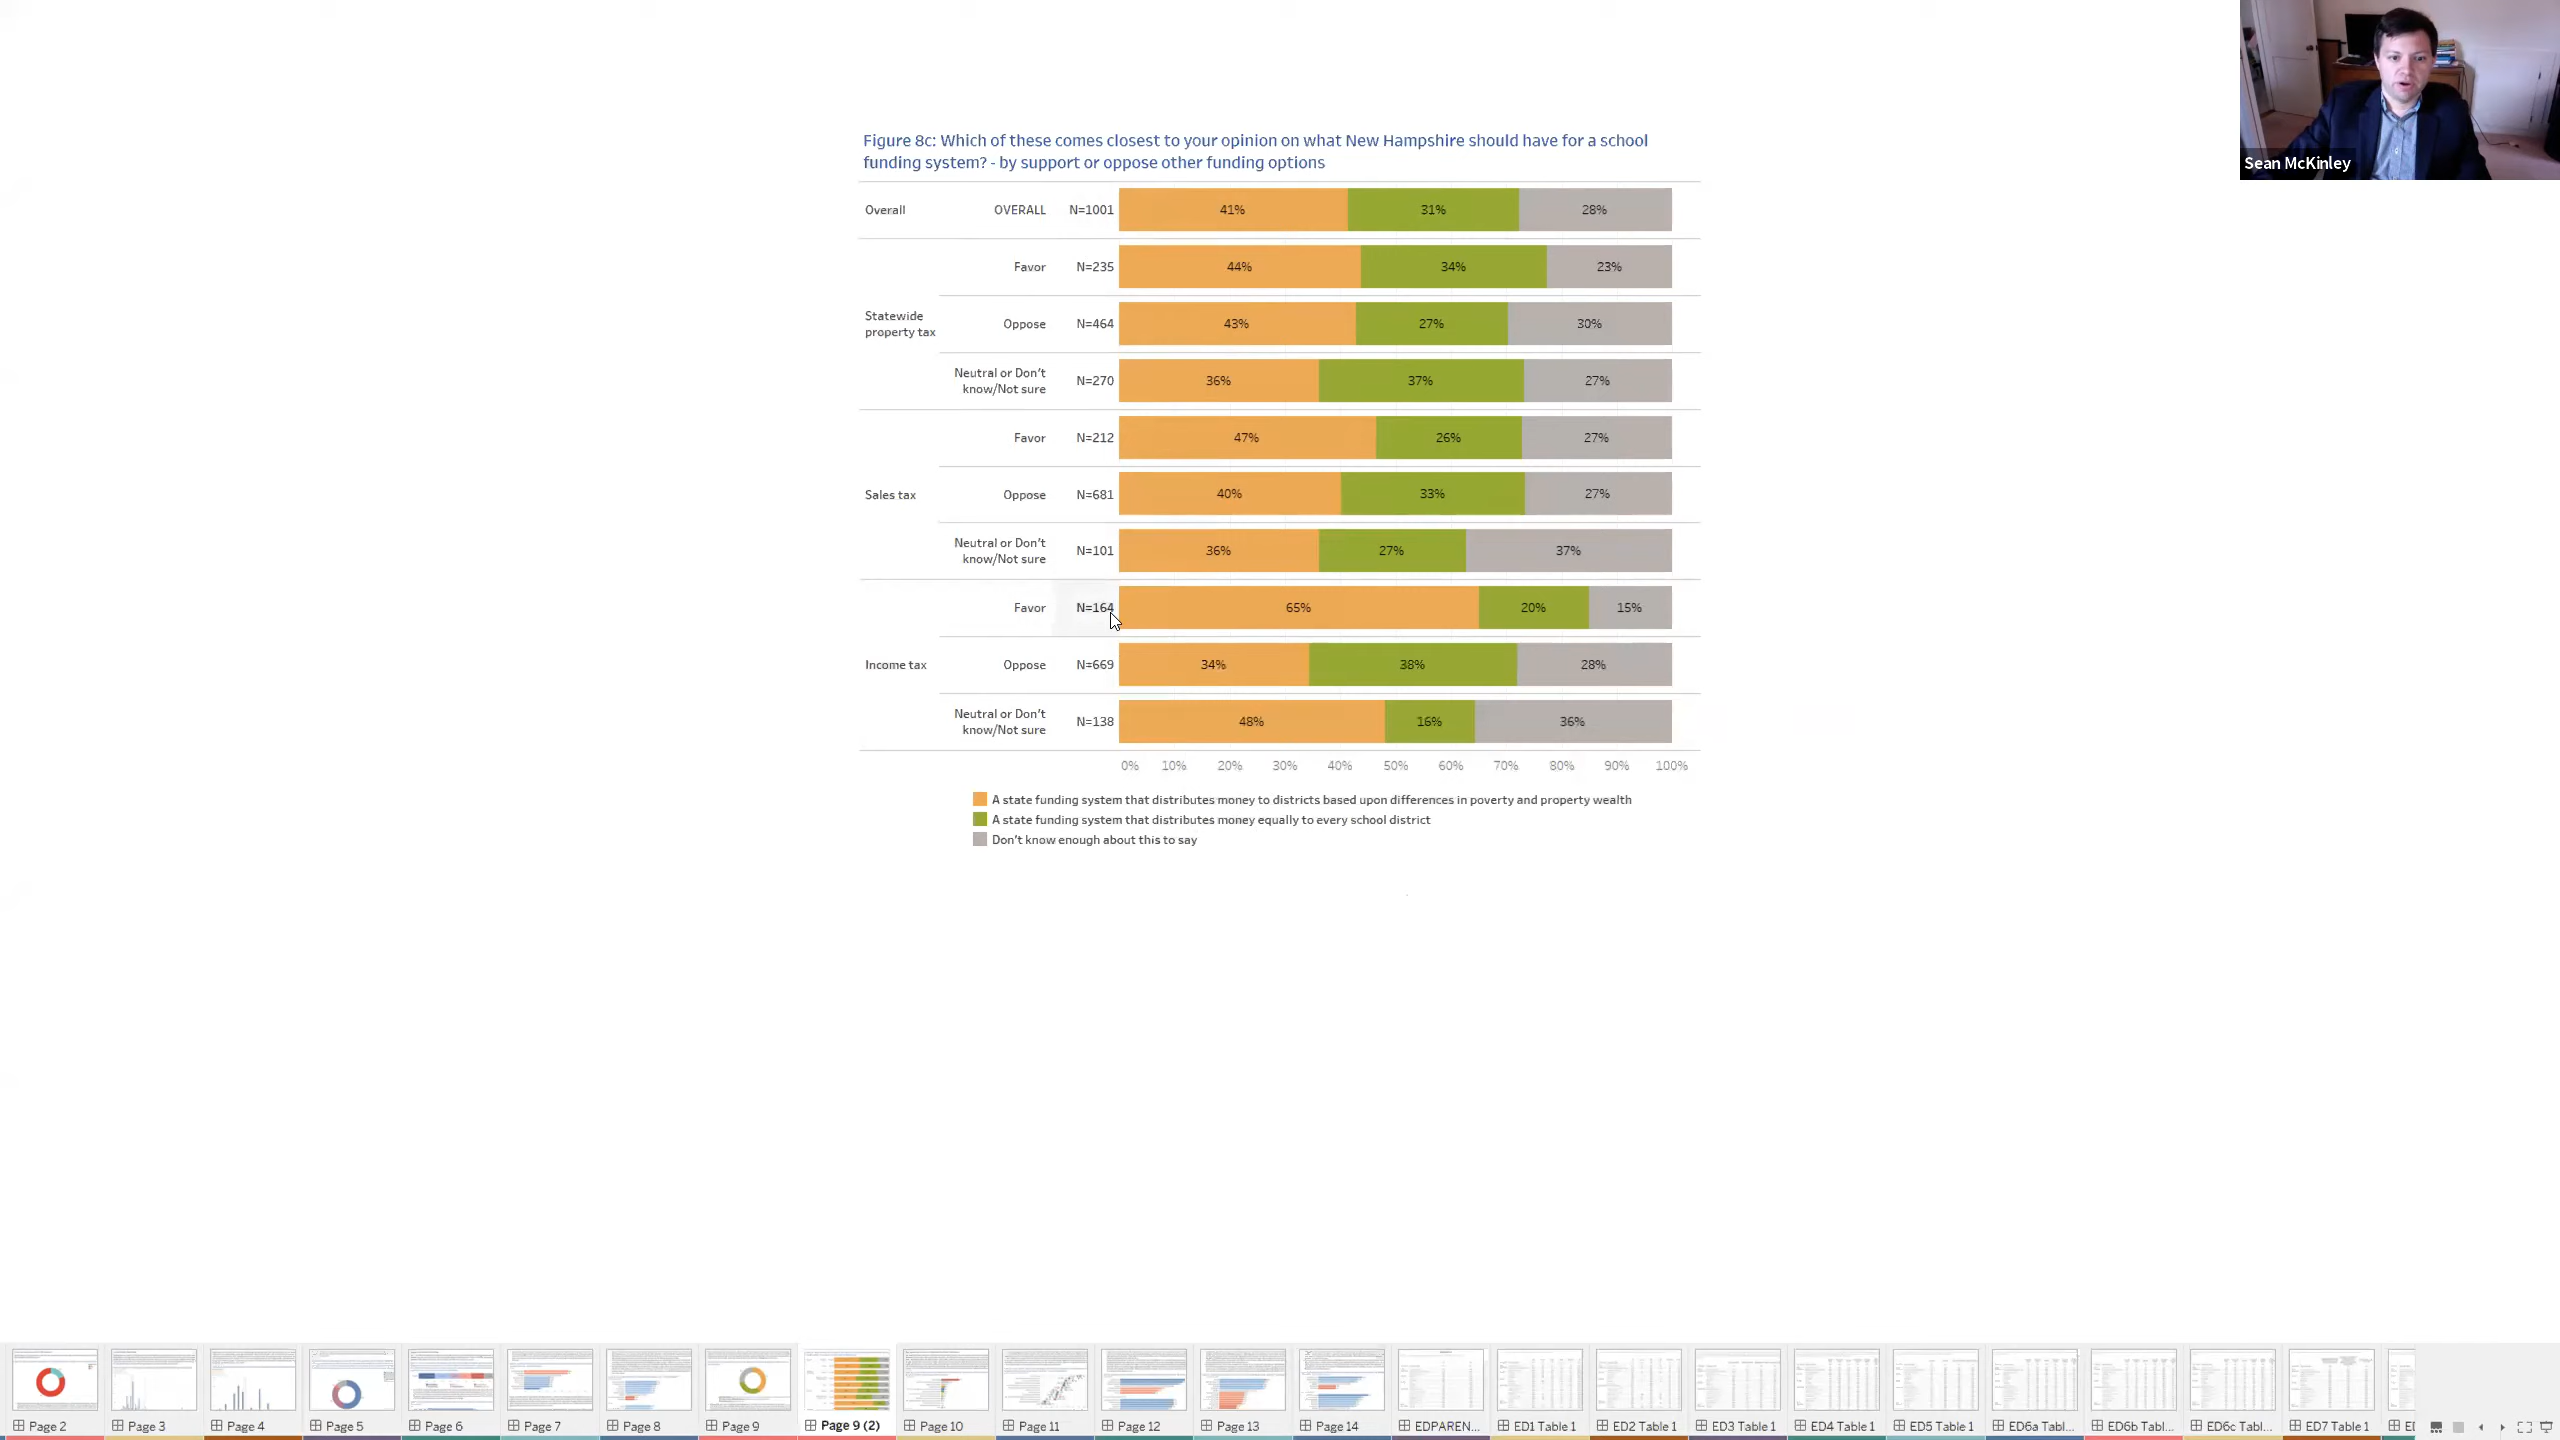 Sean McKinley
Figure 8c: Which of these comes closest to your opinion on what New Hampshire should have for a school
funding system? - by support or oppose other funding options
Overall OVERALL N=1001 41% 31% 28%
Favor N=235 44% 34% 23%
Statewide
property tax
Oppose N=464 43% 27% 30%
Neutral or Don't
know/Not sure
N=270 36% 37% 27%
Favor N=212 47% 26% 27%
Sales tax Oppose N=681 40% 33% 27%
Neutral or Don't
know/Not sure
N=101 36% 27% 37%
Favor N=164 65% 20% 15%
Income tax Oppose N=669 34% 38% 28%
Neutral or Don't
know/Not sure
N=138 48% 16% 36%
0% 10% 20% 30% 40% 50% 60% 70% 80% 90% 100%
A state funding system that distributes money to districts based upon differences in poverty and property wealth
A state funding system that distributes money equally to every school district
Don't know enough about this to say
Page 2 Page 3 Page 4 Page 5 Page 6 Page 7 Page 8 Page 9 Page 9 (2) Page 10 Page 11 Page 12 Page 13 Page 14 EDPAREN... ED1 Table 1 ED2 Table 1 ED3 Table 1 ED4 Table 1 ED5 Table 1 ED6a Tabl... ED6b Tabl... ED6c Tabl... ED7 Table 1